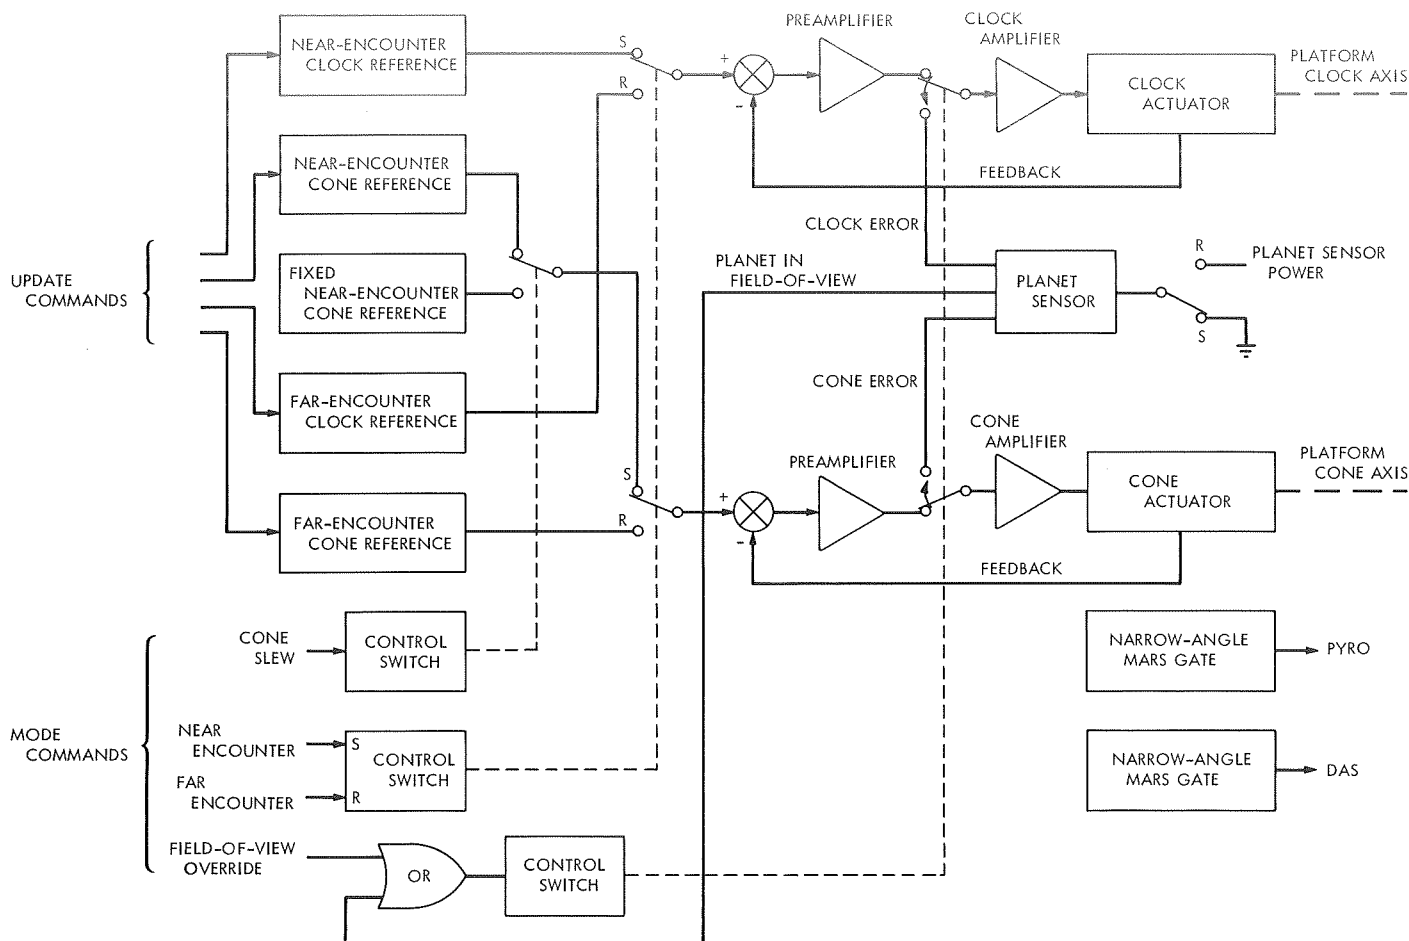 NEAR-ENCOUNTER
CLOCK REFERENCE
S
R
PREAMPLIFIER
CLOCK
AMPLIFIER
+
-
CLOCK
ACTUATOR
PLATFORM
CLOCK AXIS
FEEDBACK
NEAR-ENCOUNTER
CONE REFERENCE
CLOCK ERROR
UPDATE
COMMANDS
FIXED
NEAR-ENCOUNTER
CONE REFERENCE
PLANET IN
FIELD-OF-VIEW
PLANET
SENSOR
R
PLANET SENSOR
POWER
S
FAR-ENCOUNTER
CLOCK REFERENCE
CONE ERROR
FAR-ENCOUNTER
CONE REFERENCE
S
R
PREAMPLIFIER
CONE
AMPLIFIER
+
-
CONE
ACTUATOR
PLATFORM
CONE AXIS
FEEDBACK
MODE
COMMANDS
CONE
SLEW
CONTROL
SWITCH
NEAR
ENCOUNTER
FAR
ENCOUNTER
S
R
CONTROL
SWITCH
FIELD-OF-VIEW
OVERRIDE
OR
CONTROL
SWITCH
NARROW-ANGLE
MARS GATE
PYRO
NARROW-ANGLE
MARS GATE
DAS